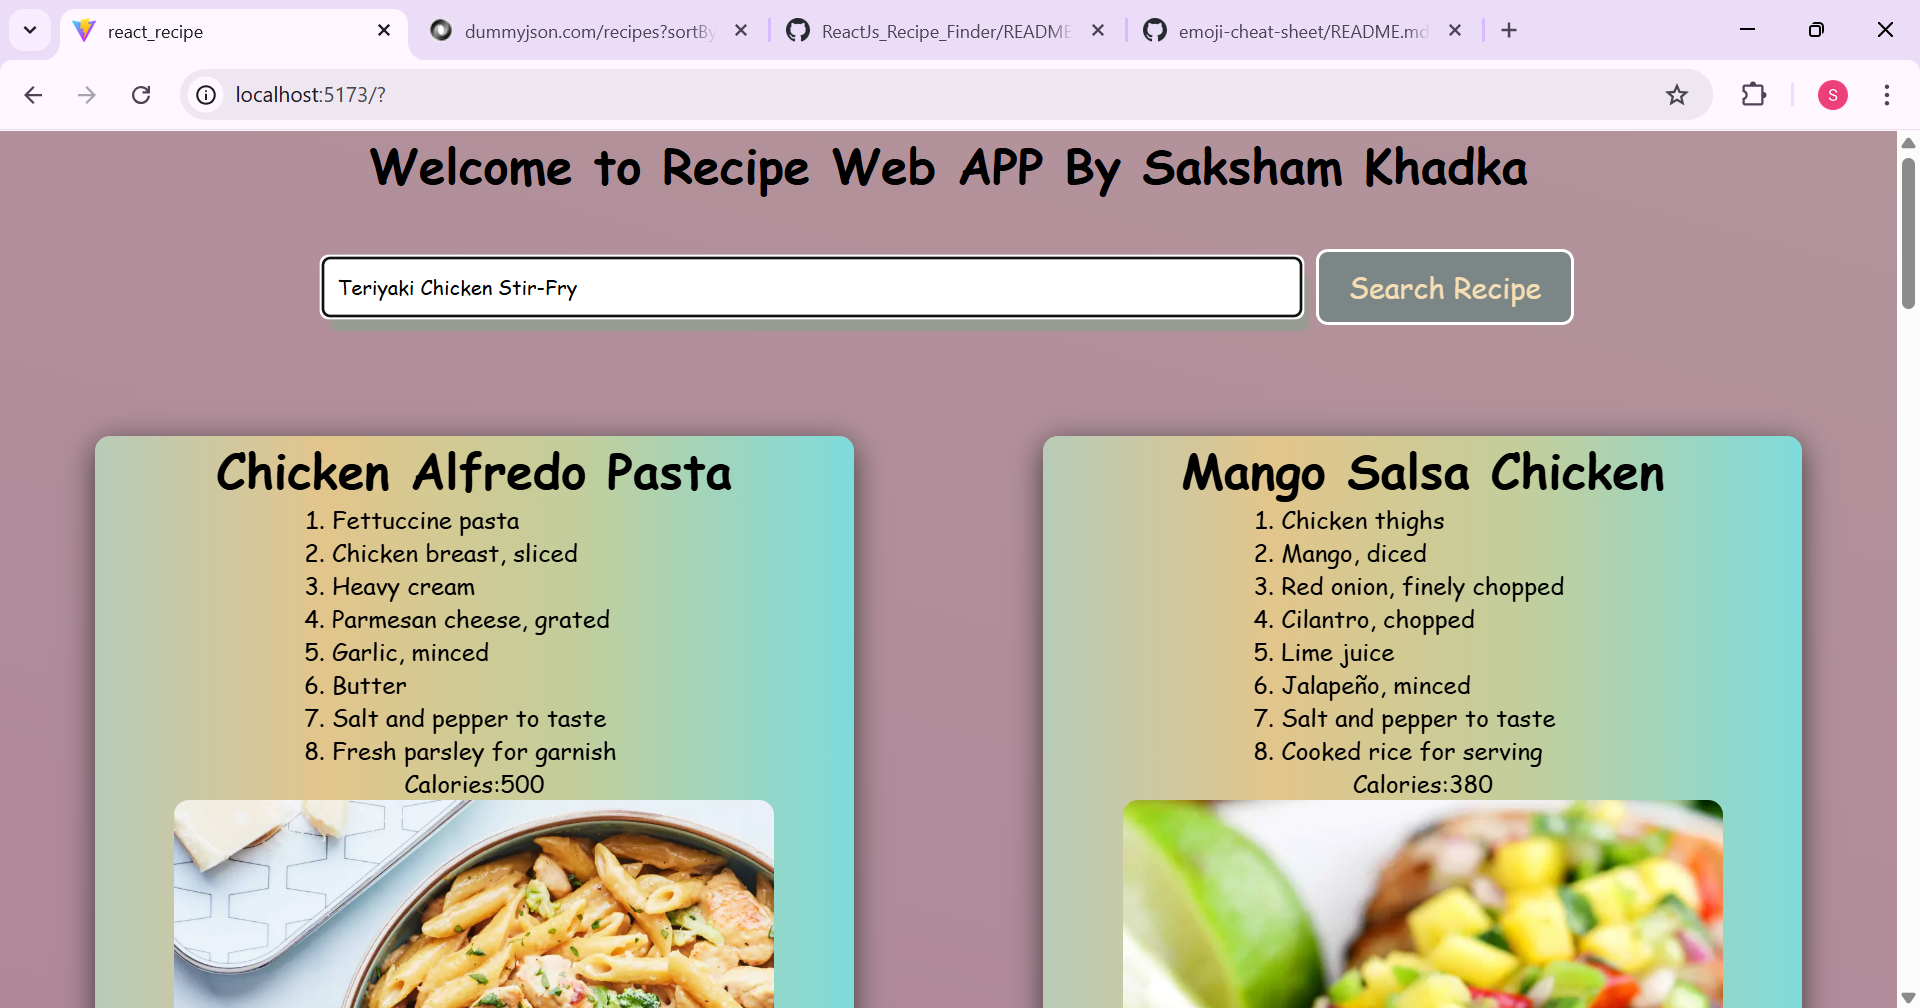 react_recipe
dummyjson.com/recipes?sortBy
ReactJs_Recipe_Finder/README
emoji-cheat-sheet/README.md
localhost:5173/?
S
Welcome to Recipe Web APP By Saksham Khadka
Teriyaki Chicken Stir-Fry
Search Recipe
Chicken Alfredo Pasta
1. Fettuccine pasta
2. Chicken breast, sliced
3. Heavy cream
4. Parmesan cheese, grated
5. Garlic, minced
6. Butter
7. Salt and pepper to taste
8. Fresh parsley for garnish
Calories:500
Mango Salsa Chicken
1. Chicken thighs
2. Mango, diced
3. Red onion, finely chopped
4. Cilantro, chopped
5. Lime juice
6. Jalapeño, minced
7. Salt and pepper to taste
8. Cooked rice for serving
Calories:380